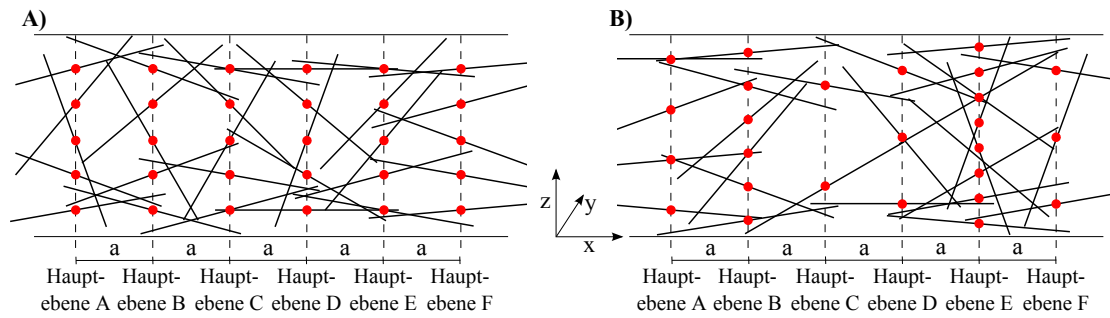 A)
B)
z
y
x
a a a a a
a a a a a
Haupt- Haupt- Haupt- Haupt- Haupt- Haupt-
ebene A ebene B ebene C ebene D ebene E ebene F
Haupt- Haupt- Haupt- Haupt- Haupt- Haupt-
ebene A ebene B ebene C ebene D ebene E ebene F